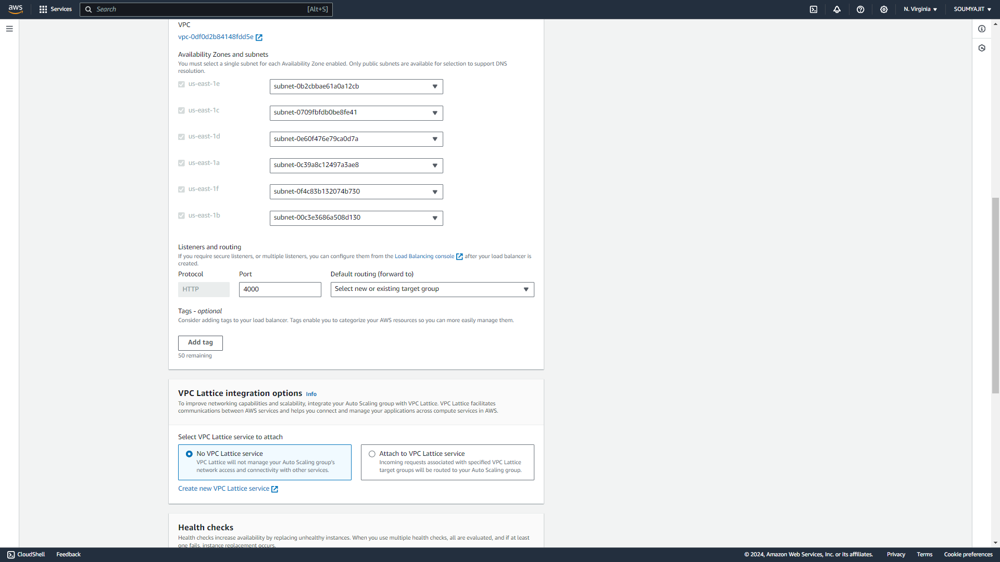 aws
Services
Search
[Alt+S]
N. Virginia
SOUMYAJIT
VPC
vpc-0df0d2b84148fdd5e
Availability Zones and subnets
You must select a single subnet for each Availability Zone enabled. Only public subnets are available for selection to support DNS
resolution.
us-east-1e
subnet-0b2cbbae61a0a12cb
us-east-1c
subnet-0709fbfdb0be8fe41
us-east-1d
subnet-0e60f476e79ca0d7a
us-east-1a
subnet-0c39a8c12497a3ae8
us-east-1f
subnet-0f4c83b132074b730
us-east-1b
subnet-00c3e3686a508d130
Listeners and routing
If you require secure listeners, or multiple listeners, you can configure them from the Load Balancing console after your load balancer is
created.
Protocol
Port
Default routing (forward to)
HTTP
4000
Select new or existing target group
Tags - optional
Consider adding tags to your load balancer. Tags enable you to categorize your AWS resources so you can more easily manage them.
Add tag
50 remaining
VPC Lattice integration options Info
To improve networking capabilities and scalability, integrate your Auto Scaling group with VPC Lattice. VPC Lattice facilitates
communications between AWS services and helps you connect and manage your applications across compute services in AWS.
Select VPC Lattice service to attach
No VPC Lattice service
VPC Lattice will not manage your Auto Scaling group's
network access and connectivity with other services.
Attach to VPC Lattice service
Incoming requests associated with specified VPC Lattice
target groups will be routed to your Auto Scaling group.
Create new VPC Lattice service
Health checks
Health checks increase availability by replacing unhealthy instances. When you use multiple health checks, all are evaluated, and if at least
one fails, instance replacement occurs.
CloudShell
Feedback
© 2024, Amazon Web Services, Inc. or its affiliates.
Privacy
Terms
Cookie preferences